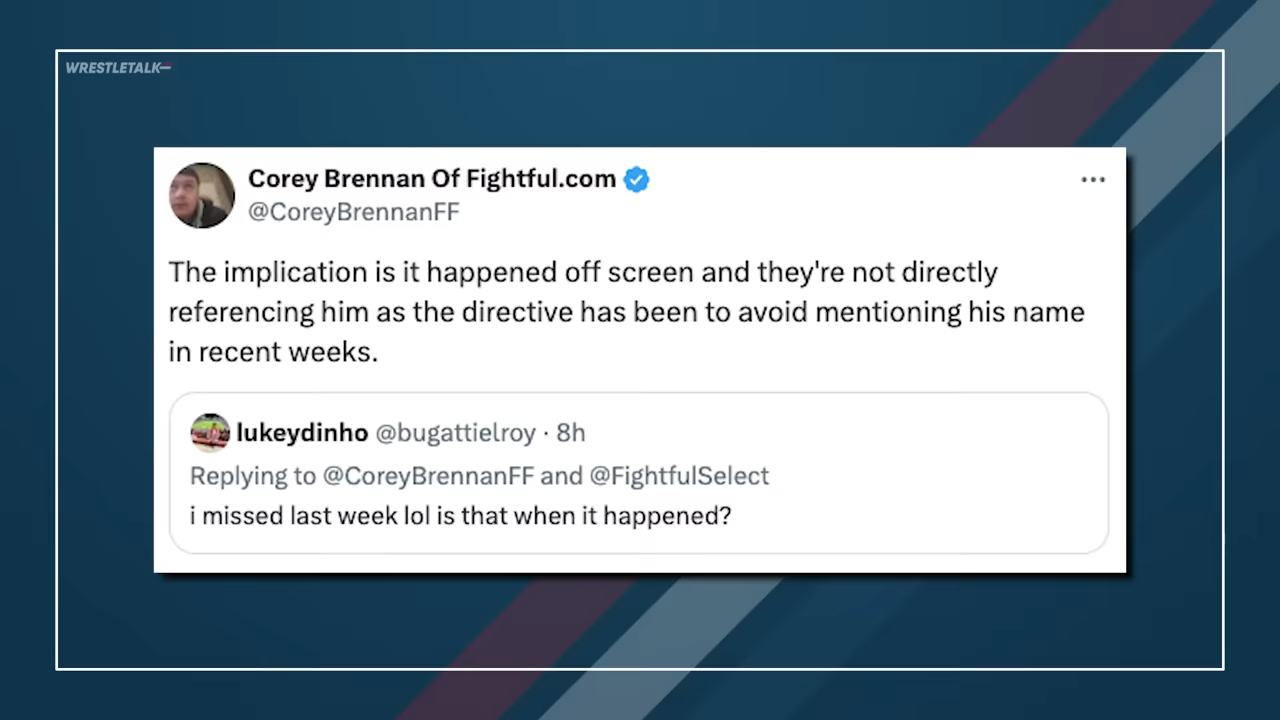 WRESTLETALK
Corey Brennan Of Fightful.com
@CoreyBrennanFF
The implication is it happened off screen and they're not directly
referencing him as the directive has been to avoid mentioning his name
in recent weeks.
lukeydinho @bugattielroy · 8h
Replying to @CoreyBrennanFF and @FightfulSelect
i missed last week lol is that when it happened?